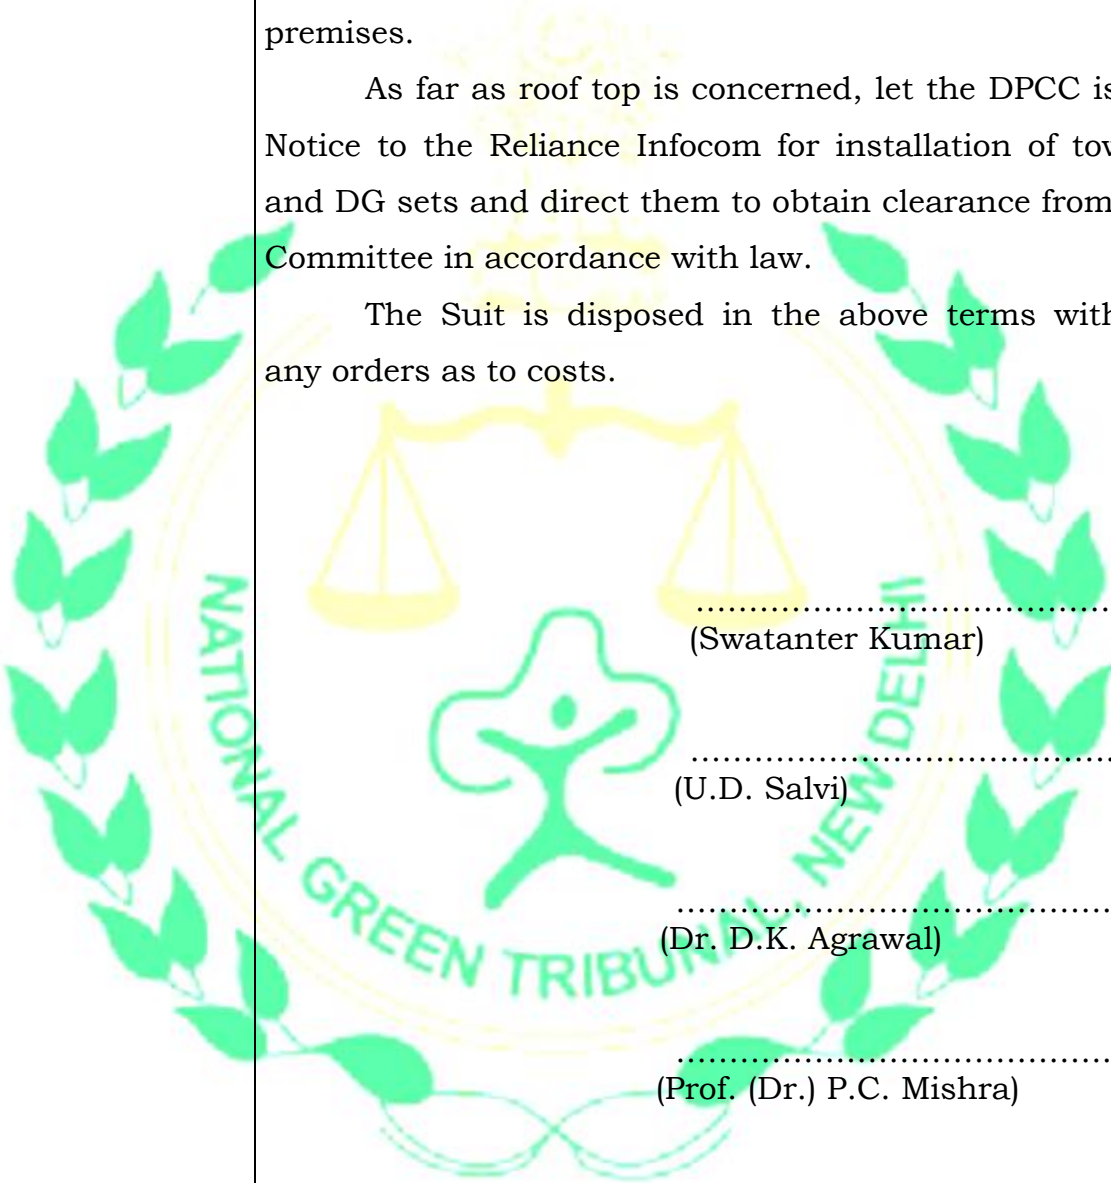 premises.
As far as roof top is concerned, let the DPCC is
Notice to the Reliance Infocom for installation of tow
and DG sets and direct them to obtain clearance from
Committee in accordance with law.
The Suit is disposed in the above terms with
any orders as to costs.
...........................................
(Swatanter Kumar)
...........................................
(U.D. Salvi)
...........................................
(Dr. D.K. Agrawal)
...........................................
(Prof. (Dr.) P.C. Mishra)
NATIONAL GREEN TRIBUNAL, NEW DELHI